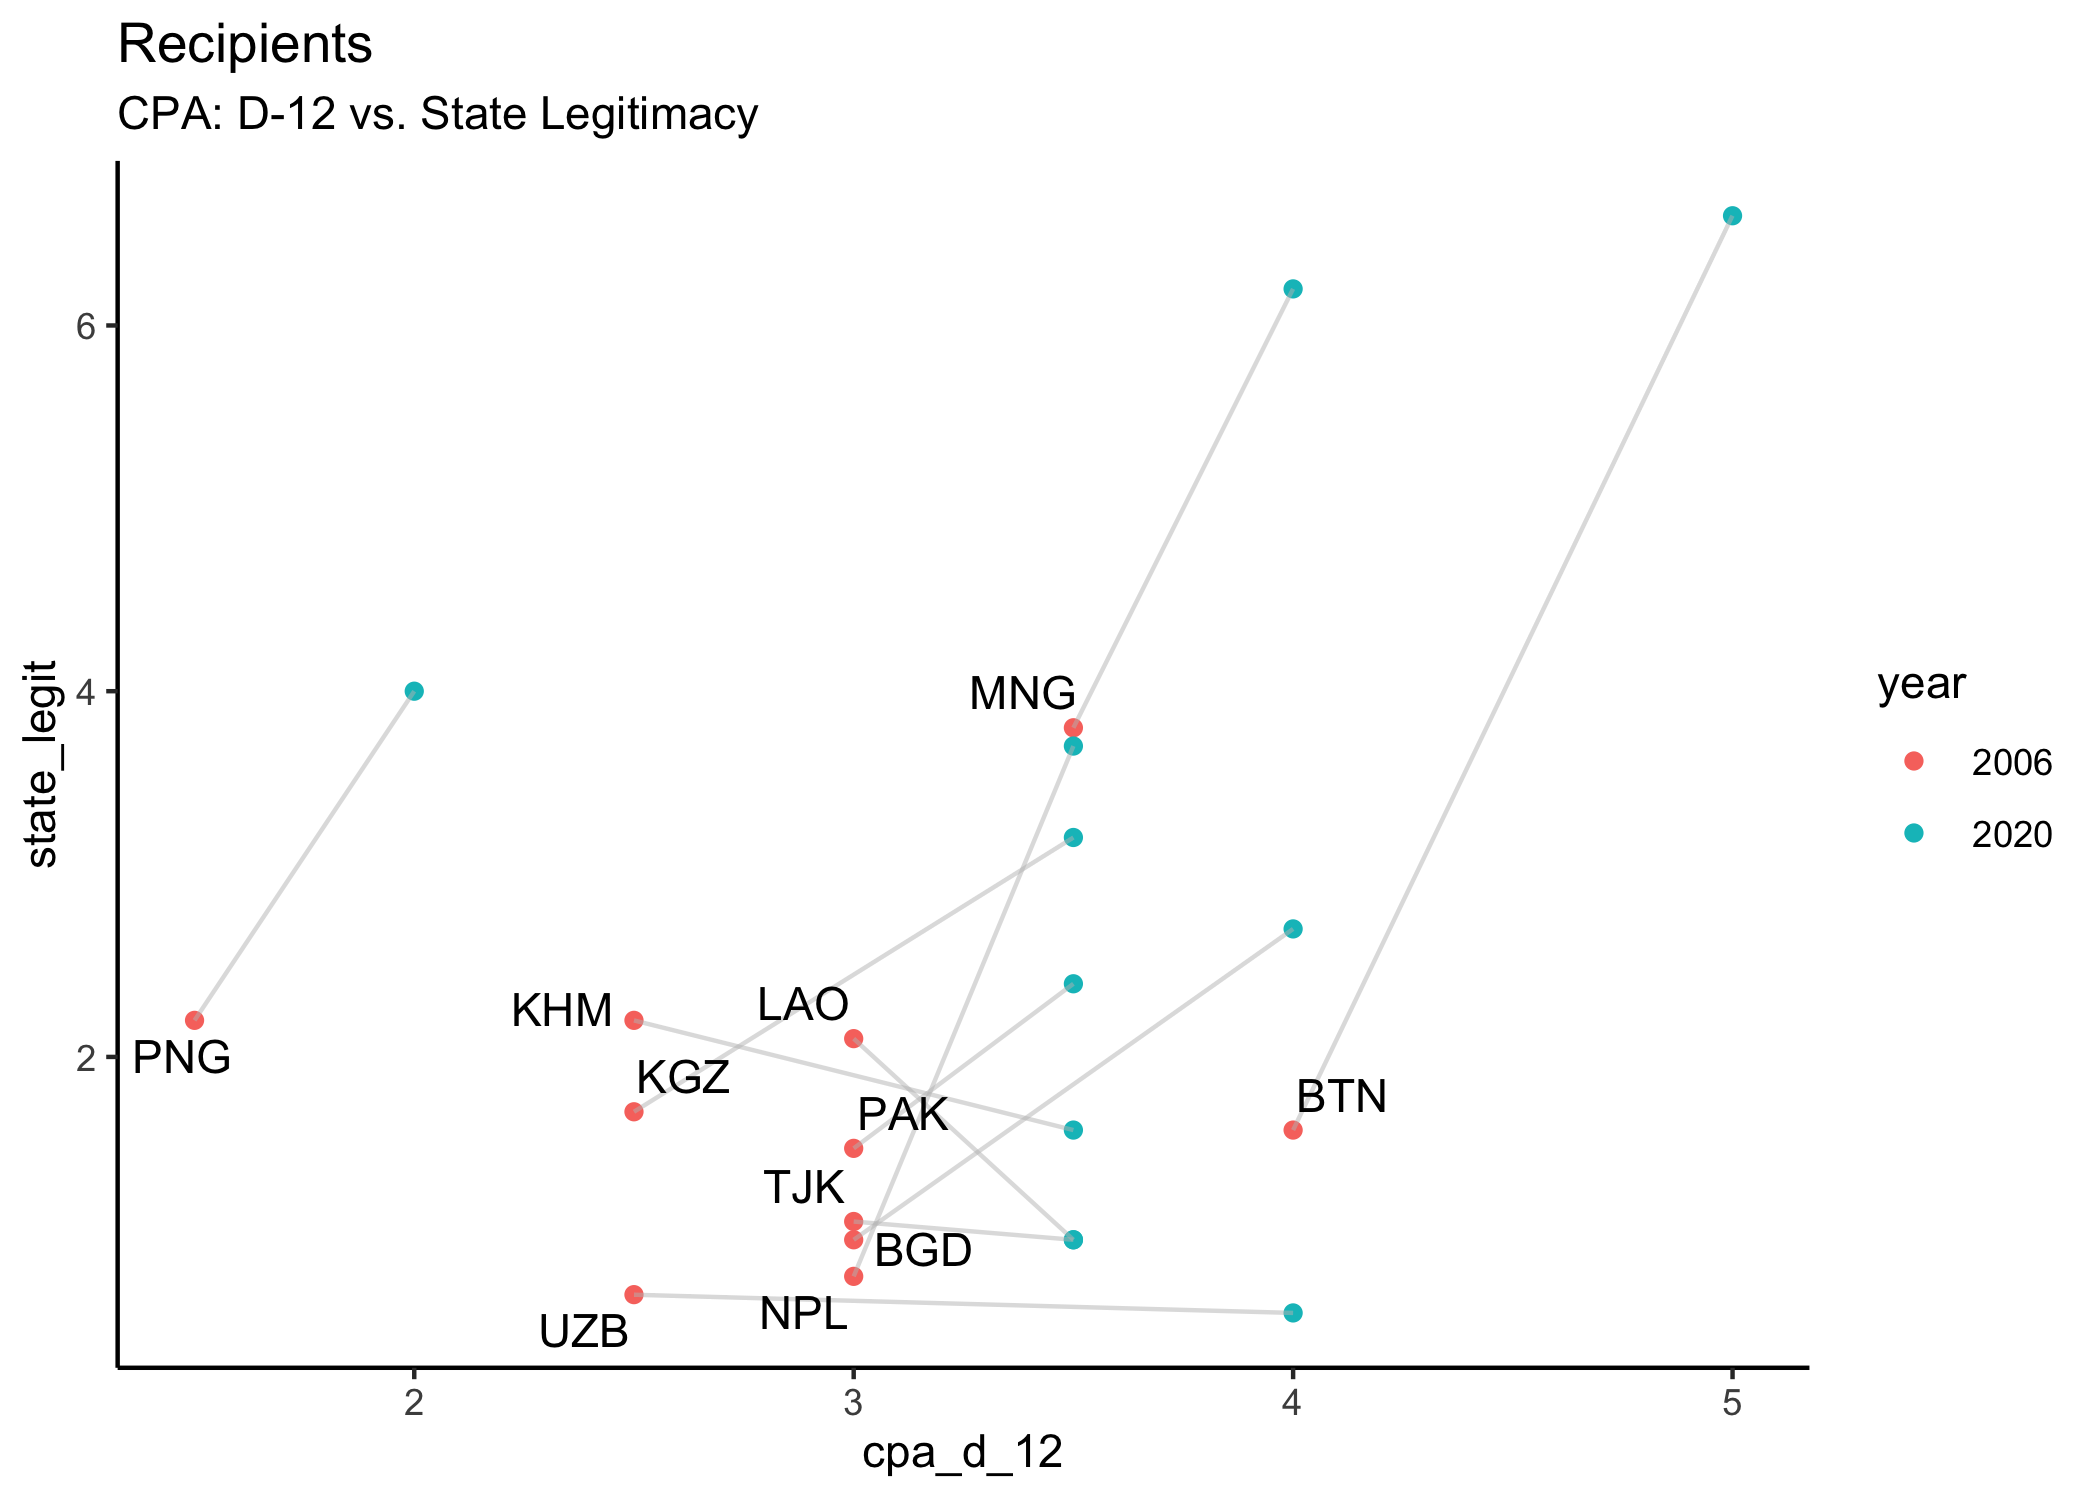 Recipients
CPA: D-12 vs. State Legitimacy
6
4
2
state_legit
MNG
PNG
KHM
LAO
KGZ
PAK
BTN
TJK
BGD
NPL
UZB
2
3
4
5
cpa_d_12
year
2006
2020